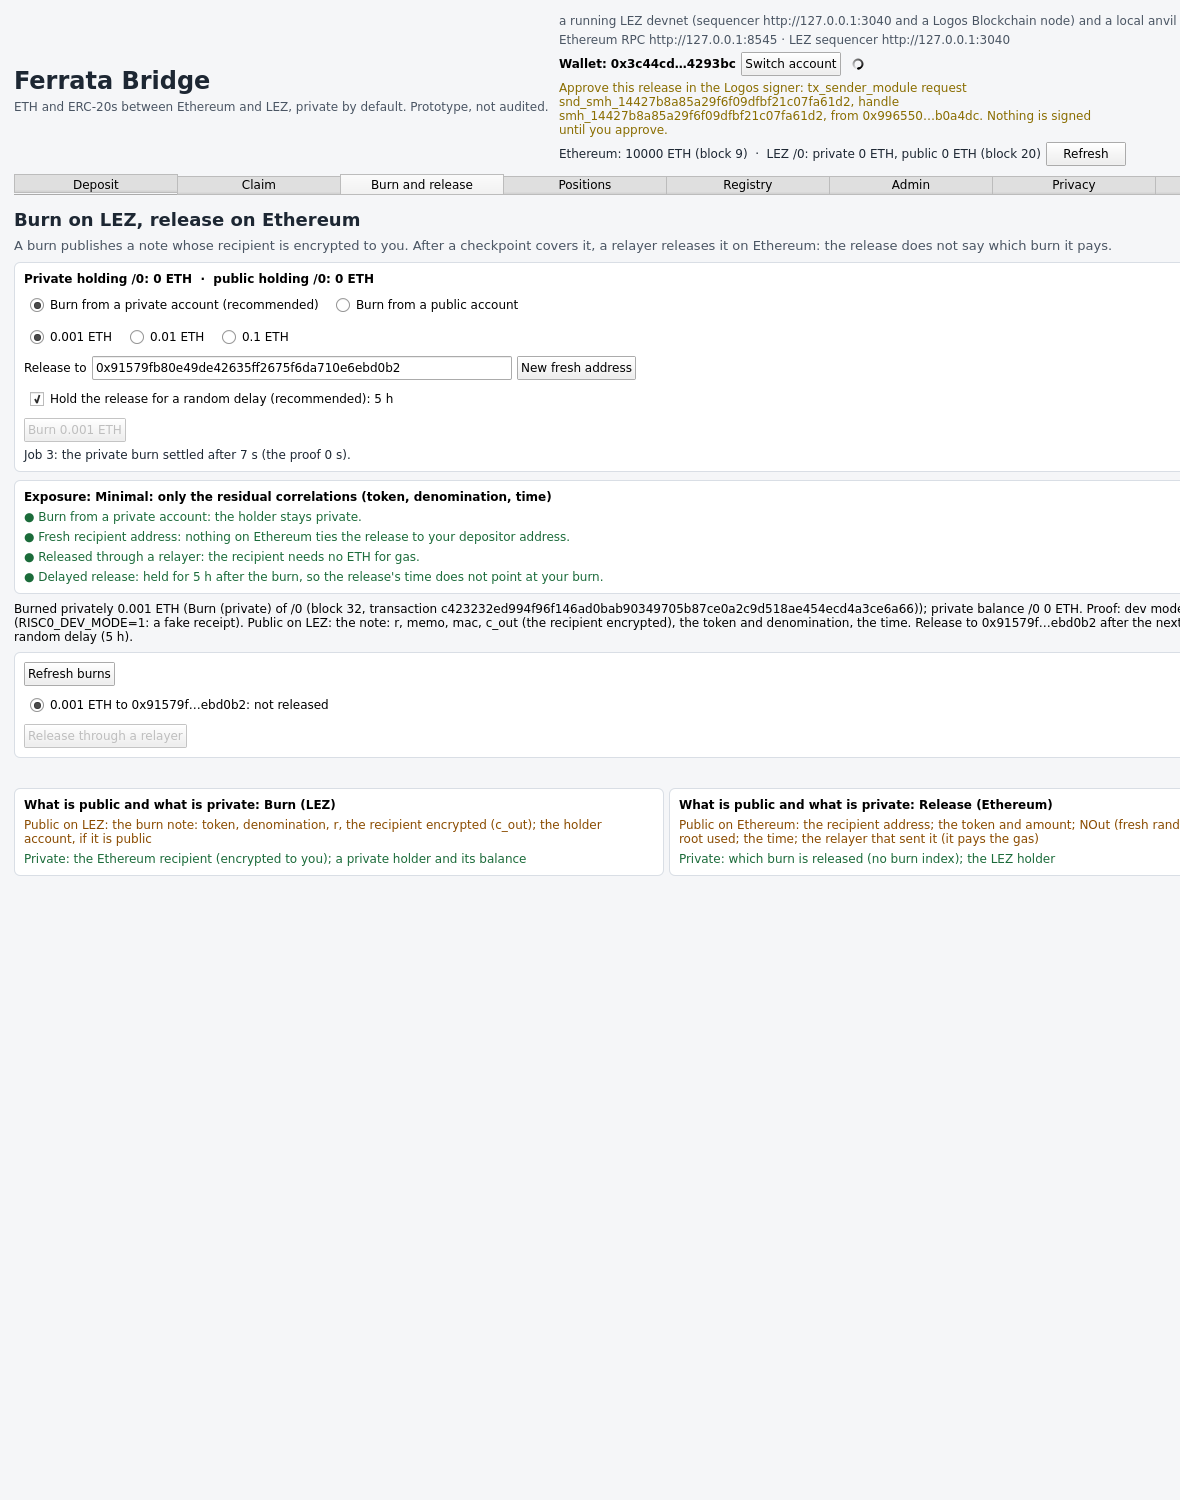 a running LEZ devnet (sequencer http://127.0.0.1:3040 and a Logos Blockchain node) and a local anvil
Ethereum RPC http://127.0.0.1:8545 · LEZ sequencer http://127.0.0.1:3040
Ferrata Bridge
ETH and ERC-20s between Ethereum and LEZ, private by default. Prototype, not audited.
Wallet: 0x3c44cd…4293bc Switch account
Approve this release in the Logos signer: tx_sender_module request
snd_smh_14427b8a85a29f6f09dfbf21c07fa61d2, handle
smh_14427b8a85a29f6f09dfbf21c07fa61d2, from 0x996550…b0a4dc. Nothing is signed
until you approve.
Ethereum: 10000 ETH (block 9) · LEZ /0: private 0 ETH, public 0 ETH (block 20) Refresh
Deposit Claim Burn and release Positions Registry Admin Privacy
Burn on LEZ, release on Ethereum
A burn publishes a note whose recipient is encrypted to you. After a checkpoint covers it, a relayer releases it on Ethereum: the release does not say which burn it pays.
Private holding /0: 0 ETH · public holding /0: 0 ETH
Burn from a private account (recommended) Burn from a public account
0.001 ETH 0.01 ETH 0.1 ETH
Release to 0x91579fb80e49de42635ff2675f6da710e6ebd0b2 New fresh address
Hold the release for a random delay (recommended): 5 h
Burn 0.001 ETH
Job 3: the private burn settled after 7 s (the proof 0 s).
Exposure: Minimal: only the residual correlations (token, denomination, time)
● Burn from a private account: the holder stays private.
● Fresh recipient address: nothing on Ethereum ties the release to your depositor address.
● Released through a relayer: the recipient needs no ETH for gas.
● Delayed release: held for 5 h after the burn, so the release's time does not point at your burn.
Burned privately 0.001 ETH (Burn (private) of /0 (block 32, transaction c423232ed994f96f146ad0bab90349705b87ce0a2c9d518ae454ecd4a3ce6a66)); private balance /0 0 ETH. Proof: dev mode
(RISC0_DEV_MODE=1: a fake receipt). Public on LEZ: the note: r, memo, mac, c_out (the recipient encrypted), the token and denomination, the time. Release to 0x91579f…ebd0b2 after the next
random delay (5 h).
Refresh burns
0.001 ETH to 0x91579f…ebd0b2: not released
Release through a relayer
What is public and what is private: Burn (LEZ)
Public on LEZ: the burn note: token, denomination, r, the recipient encrypted (c_out); the holder
account, if it is public
Private: the Ethereum recipient (encrypted to you); a private holder and its balance
What is public and what is private: Release (Ethereum)
Public on Ethereum: the recipient address; the token and amount; NOut (fresh rand
root used; the time; the relayer that sent it (it pays the gas)
Private: which burn is released (no burn index); the LEZ holder